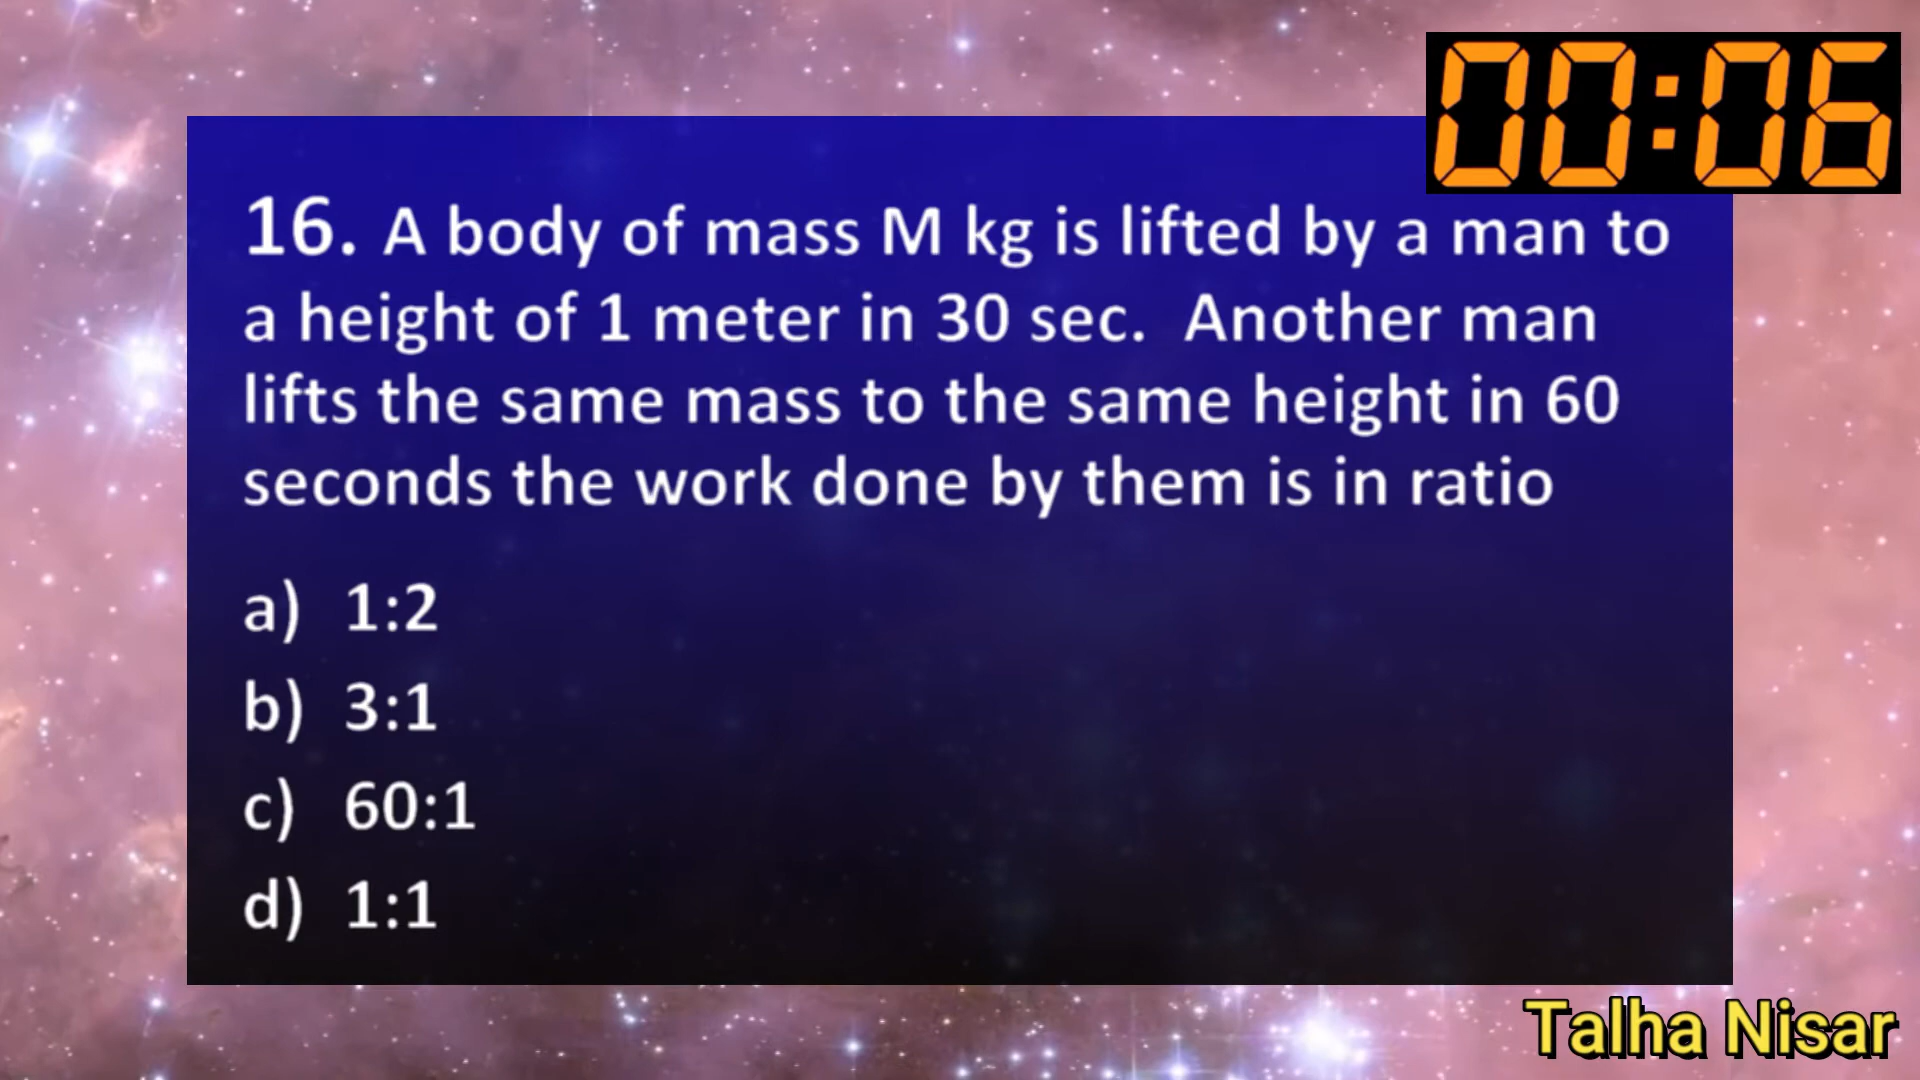 00:06
16. A body of mass M kg is lifted by a man to
a height of 1 meter in 30 sec. Another man
lifts the same mass to the same height in 60
seconds the work done by them is in ratio
a) 1:2
b) 3:1
c) 60:1
d) 1:1
Talha Nisar